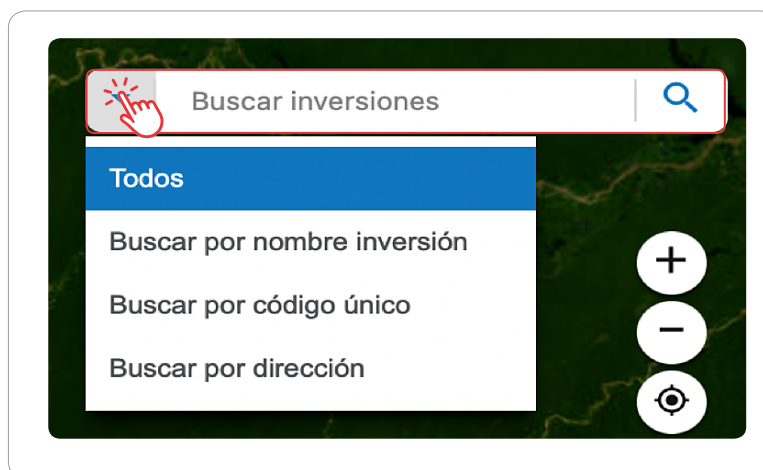 Buscar inversiones
Todos
Buscar por nombre inversión
Buscar por código único
Buscar por dirección